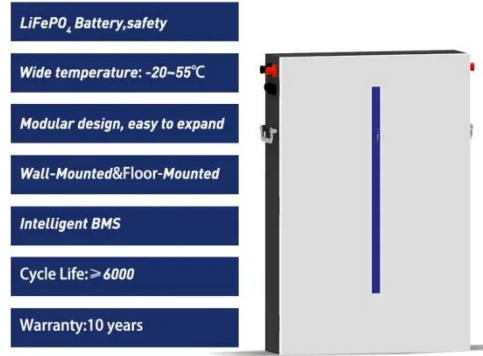 LiFePO₄ Battery,safety
Wide temperature: -20~55℃
Modular design, easy to expand
Wall-Mounted&Floor-Mounted
Intelligent BMS
Cycle Life:≥6000
Warranty:10 years